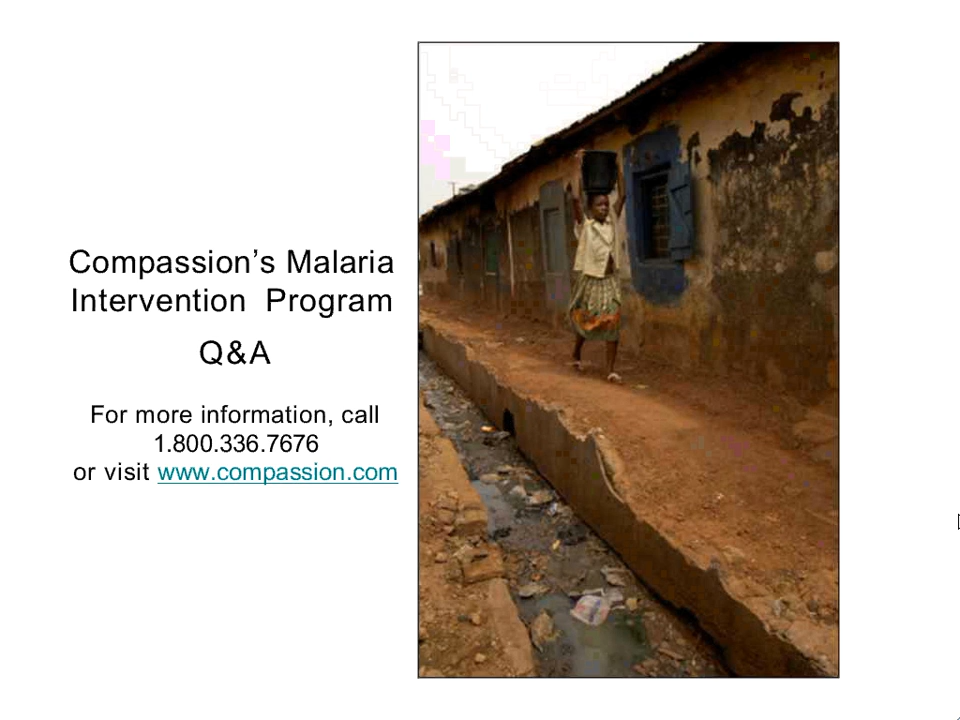 Compassion’s Malaria
Intervention Program
Q&A
For more information, call
1.800.336.7676
or visit www.compassion.com